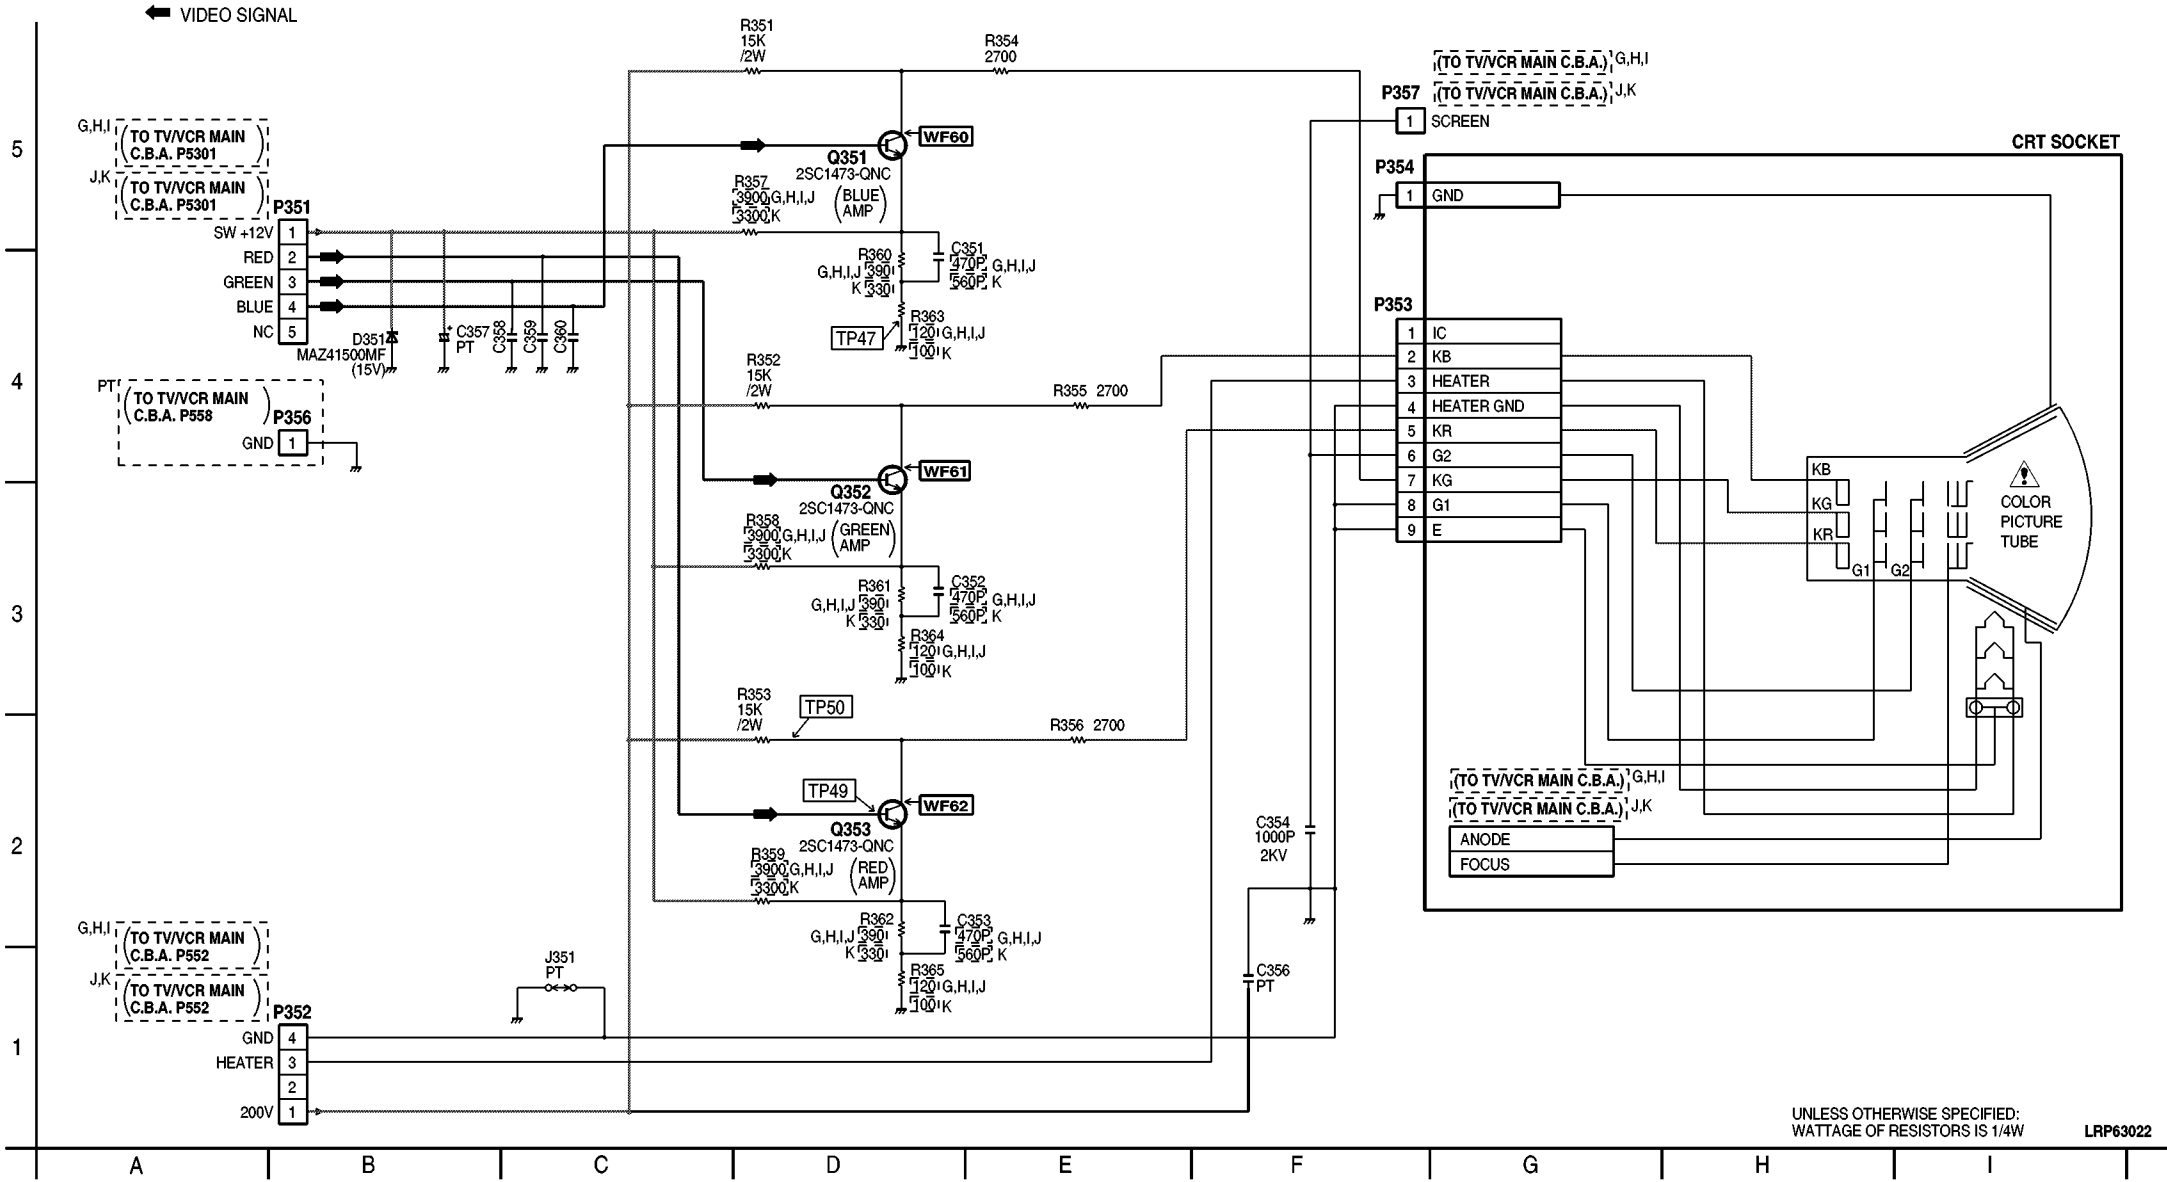 VIDEO SIGNAL
R351
15K
/2W
R354
2700
(TO TV/VCR MAIN C.B.A.) G,H,I
(TO TV/VCR MAIN C.B.A.) J,K
P357
1 SCREEN
5
G,H,I
(TO TV/VCR MAIN
C.B.A. P5301)
J,K
(TO TV/VCR MAIN
C.B.A. P5301)
WF60
Q351
2SC1473-QNC
(BLUE
AMP)
R357
3900 G,H,I,J
3300 K
CRT SOCKET
P354
1 GND
P351
SW +12V 1
RED 2
GREEN 3
BLUE 4
NC 5
R360
G,H,I,J 390
K 330
C351
470P G,H,I,J
560P K
R363
120 G,H,I,J
100 K
TP47
D351
MAZ41500MF
(15V)
C357
PT
C358
C359
C360
P353
1 IC
2 KB
3 HEATER
4 HEATER GND
5 KR
6 G2
7 KG
8 G1
9 E
4
R352
15K
/2W
R355 2700
PT
(TO TV/VCR MAIN
C.B.A. P558)
P356
GND 1
WF61
Q352
2SC1473-QNC
(GREEN
AMP)
R358
3900 G,H,I,J
3300 K
KB
KG
KR
G1
G2
COLOR
PICTURE
TUBE
3
R361
G,H,I,J 390
K 330
C352
470P G,H,I,J
560P K
R364
120 G,H,I,J
100 K
R353
15K
/2W
TP50
R356 2700
TP49
WF62
Q353
2SC1473-QNC
(RED
AMP)
R359
3900 G,H,I,J
3300 K
C354
1000P
2KV
(TO TV/VCR MAIN C.B.A.) G,H,I
(TO TV/VCR MAIN C.B.A.) J,K
ANODE
FOCUS
2
R362
G,H,I,J 390
K 330
C353
470P G,H,I,J
560P K
R365
120 G,H,I,J
100 K
C356
PT
G,H,I
(TO TV/VCR MAIN
C.B.A. P552)
J,K
(TO TV/VCR MAIN
C.B.A. P552)
J351
PT
P352
GND 4
HEATER 3
2
200V 1
1
UNLESS OTHERWISE SPECIFIED:
WATTAGE OF RESISTORS IS 1/4W
LRP63022
A B C D E F G H I